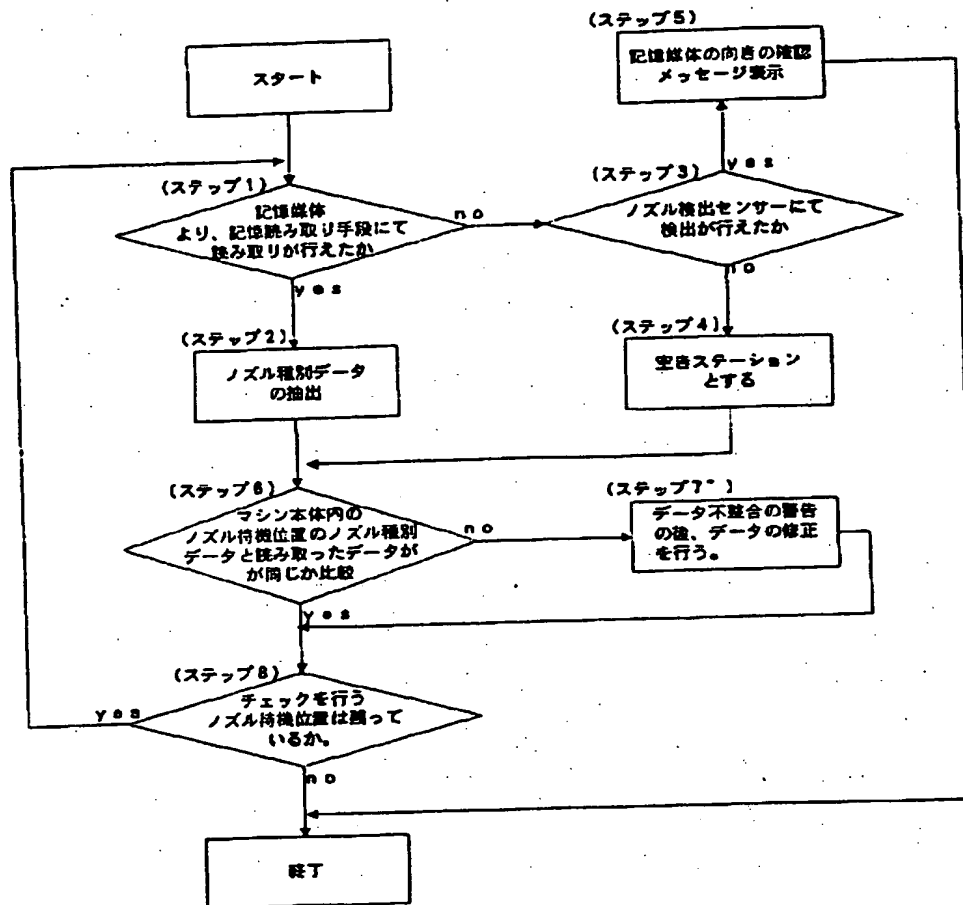 スタート
(ステップ1)
記憶媒体
より、記憶読み取り手段にて
読み取りが行えたか
no
yes
(ステップ2)
ノズル種別データ
の抽出
(ステップ3)
ノズル検出センサーにて
検出が行えたか
yes
no
(ステップ5)
記憶媒体の向きの確認
メッセージ表示
(ステップ4)
空きステーション
とする
(ステップ6)
マシン本体内の
ノズル待機位置のノズル種別
データと読み取ったデータが
が同じか比較
no
yes
(ステップ7)
データ不整合の警告
の後、データの修正
を行う。
(ステップ8)
チェックを行う
ノズル待機位置は残って
いるか。
yes
no
終了